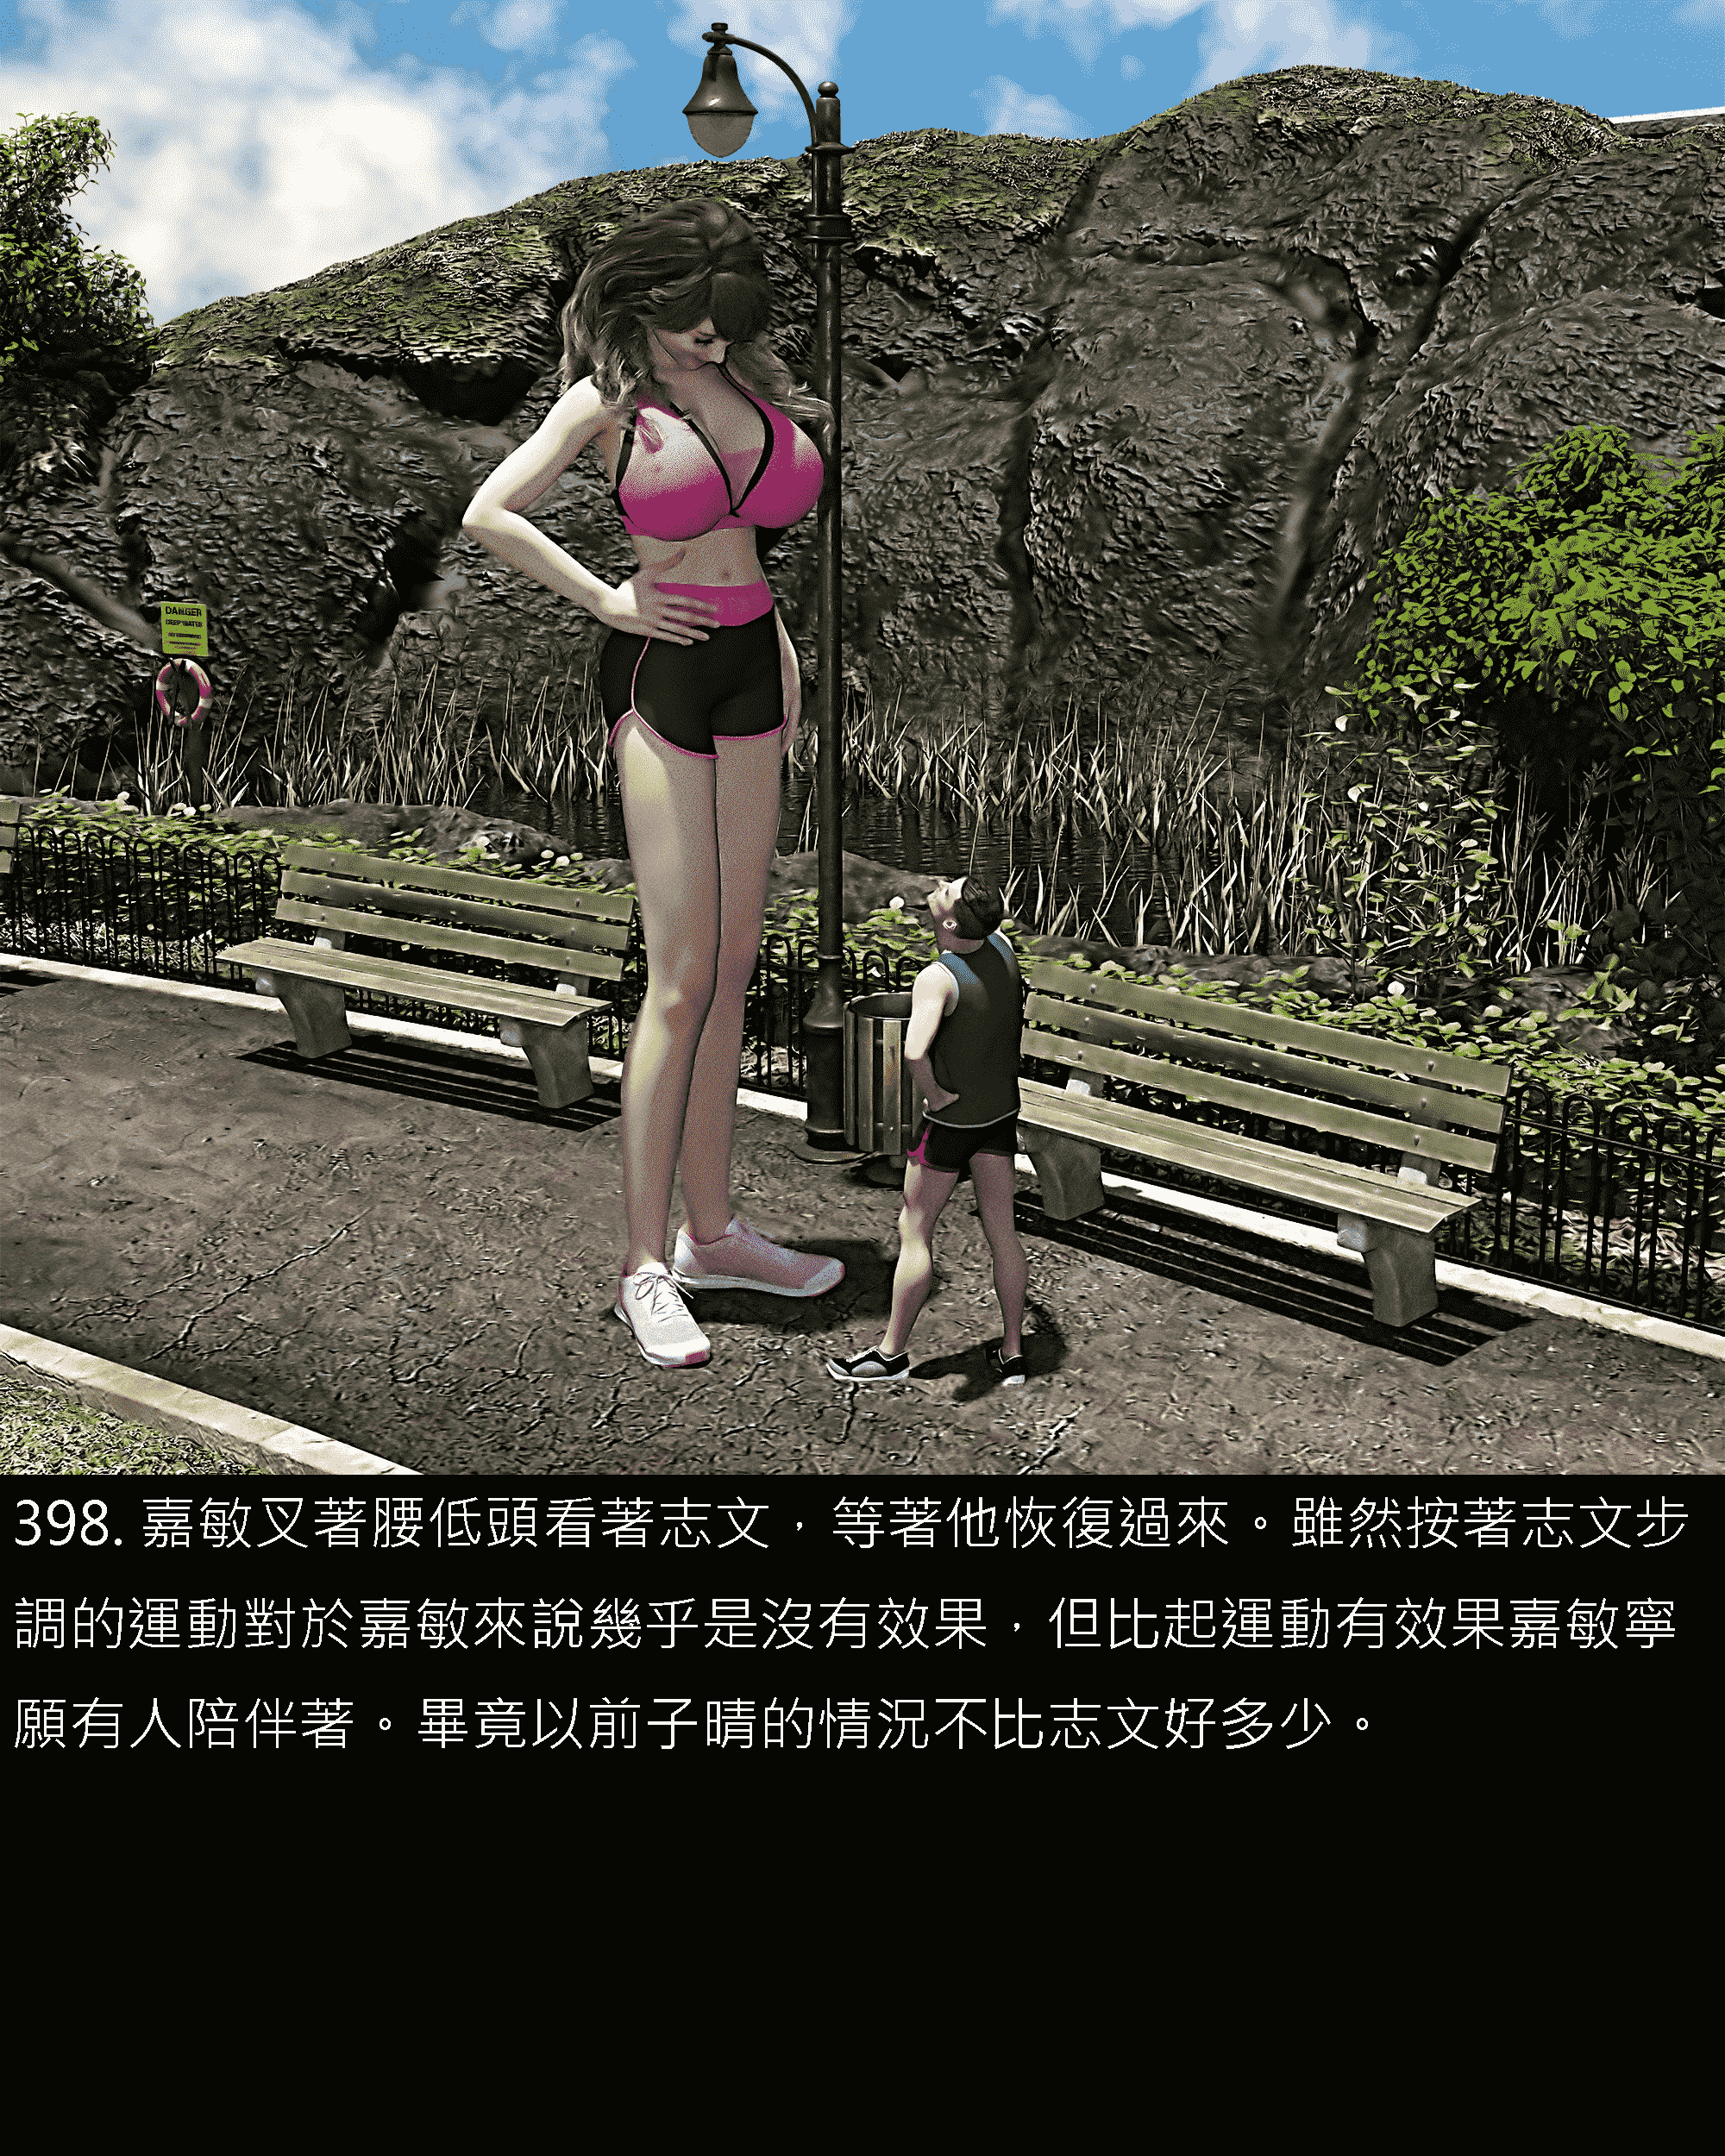 DANGER
DEEP WATER
398. 嘉敏叉著腰低頭看著志文，等著他恢復過來。雖然按著志文步
調的運動對於嘉敏來說幾乎是沒有效果，但比起運動有效果嘉敏寧
願有人陪伴著。畢竟以前子晴的情況不比志文好多少。